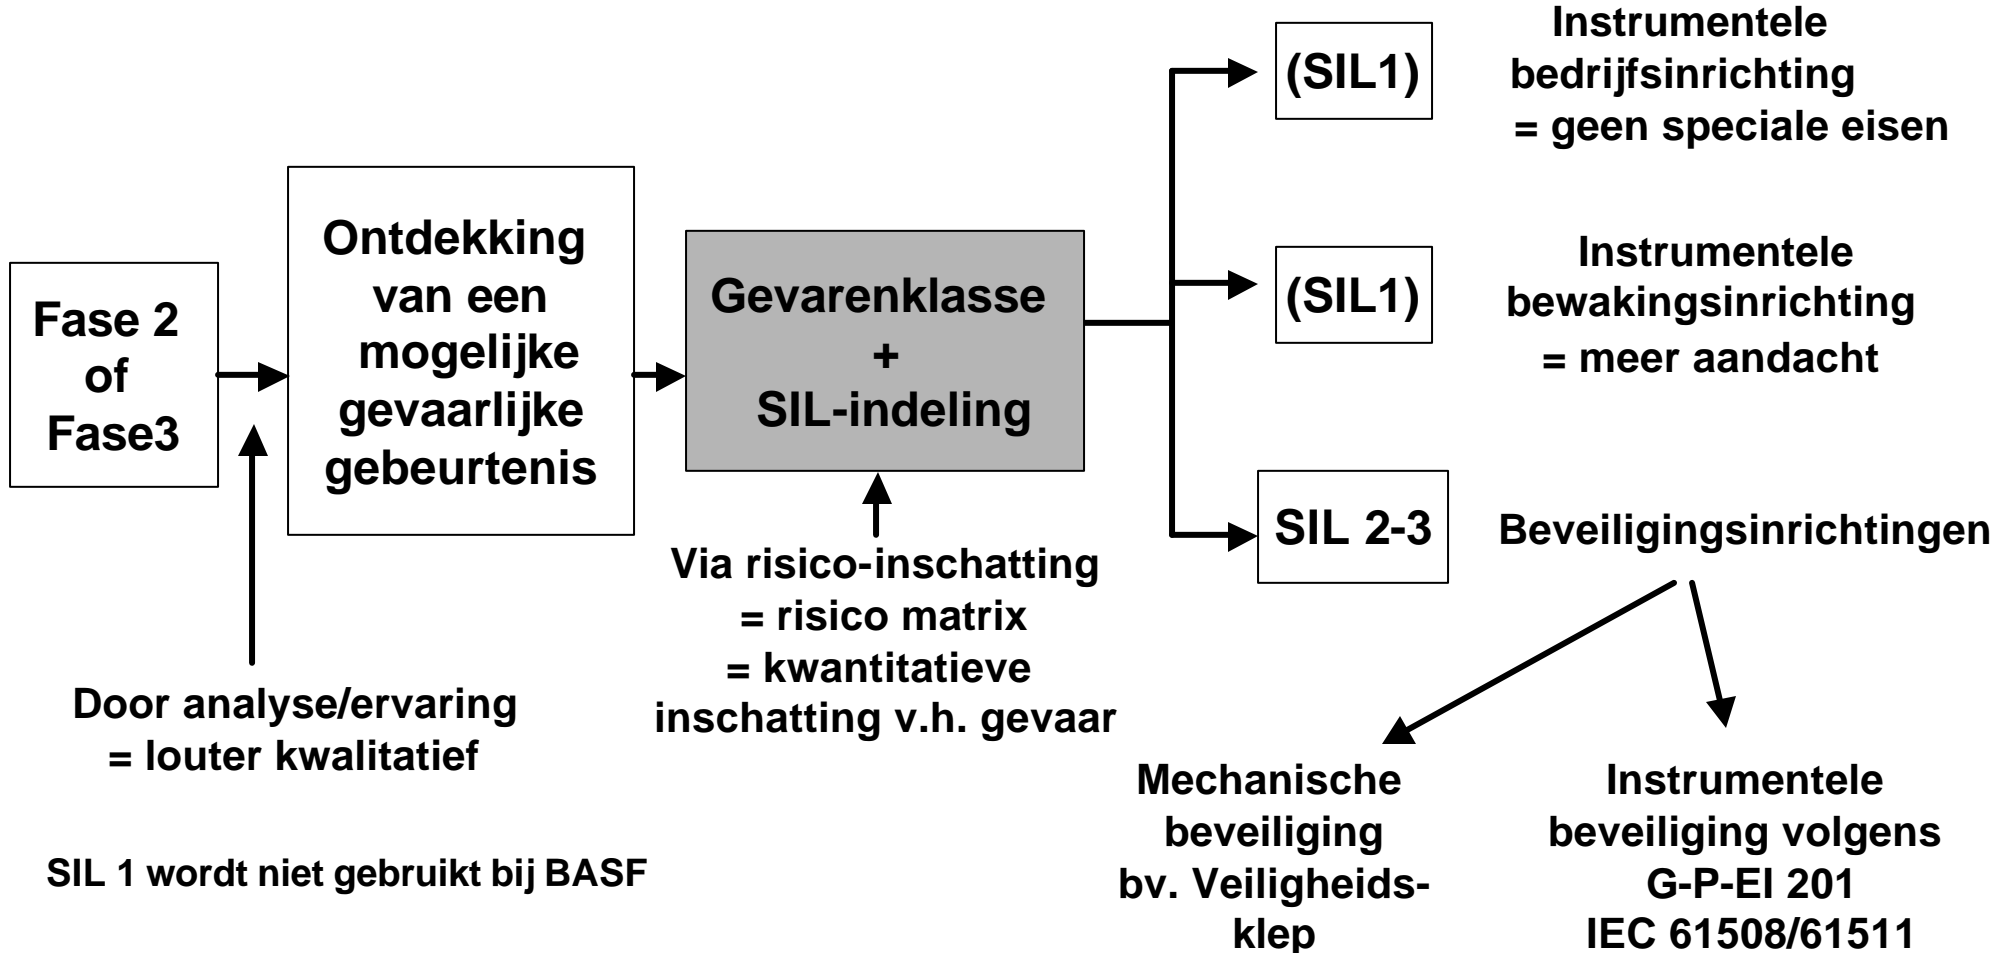 Fase 2
of
Fase3
Ontdekking
van een
mogelijke
gevaarlijke
gebeurtenis
Gevarenklasse
+
SIL-indeling
(SIL1)
Instrumentele
bedrijfsinrichting
= geen speciale eisen
(SIL1)
Instrumentele
bewakingsinrichting
= meer aandacht
SIL 2-3
Beveiligingsinrichtingen
Door analyse/ervaring
= louter kwalitatief
Via risico-inschatting
= risico matrix
= kwantitatieve
inschatting v.h. gevaar
Mechanische
beveiliging
bv. Veiligheids-
klep
Instrumentele
beveiliging volgens
G-P-EI 201
IEC 61508/61511
SIL 1 wordt niet gebruikt bij BASF